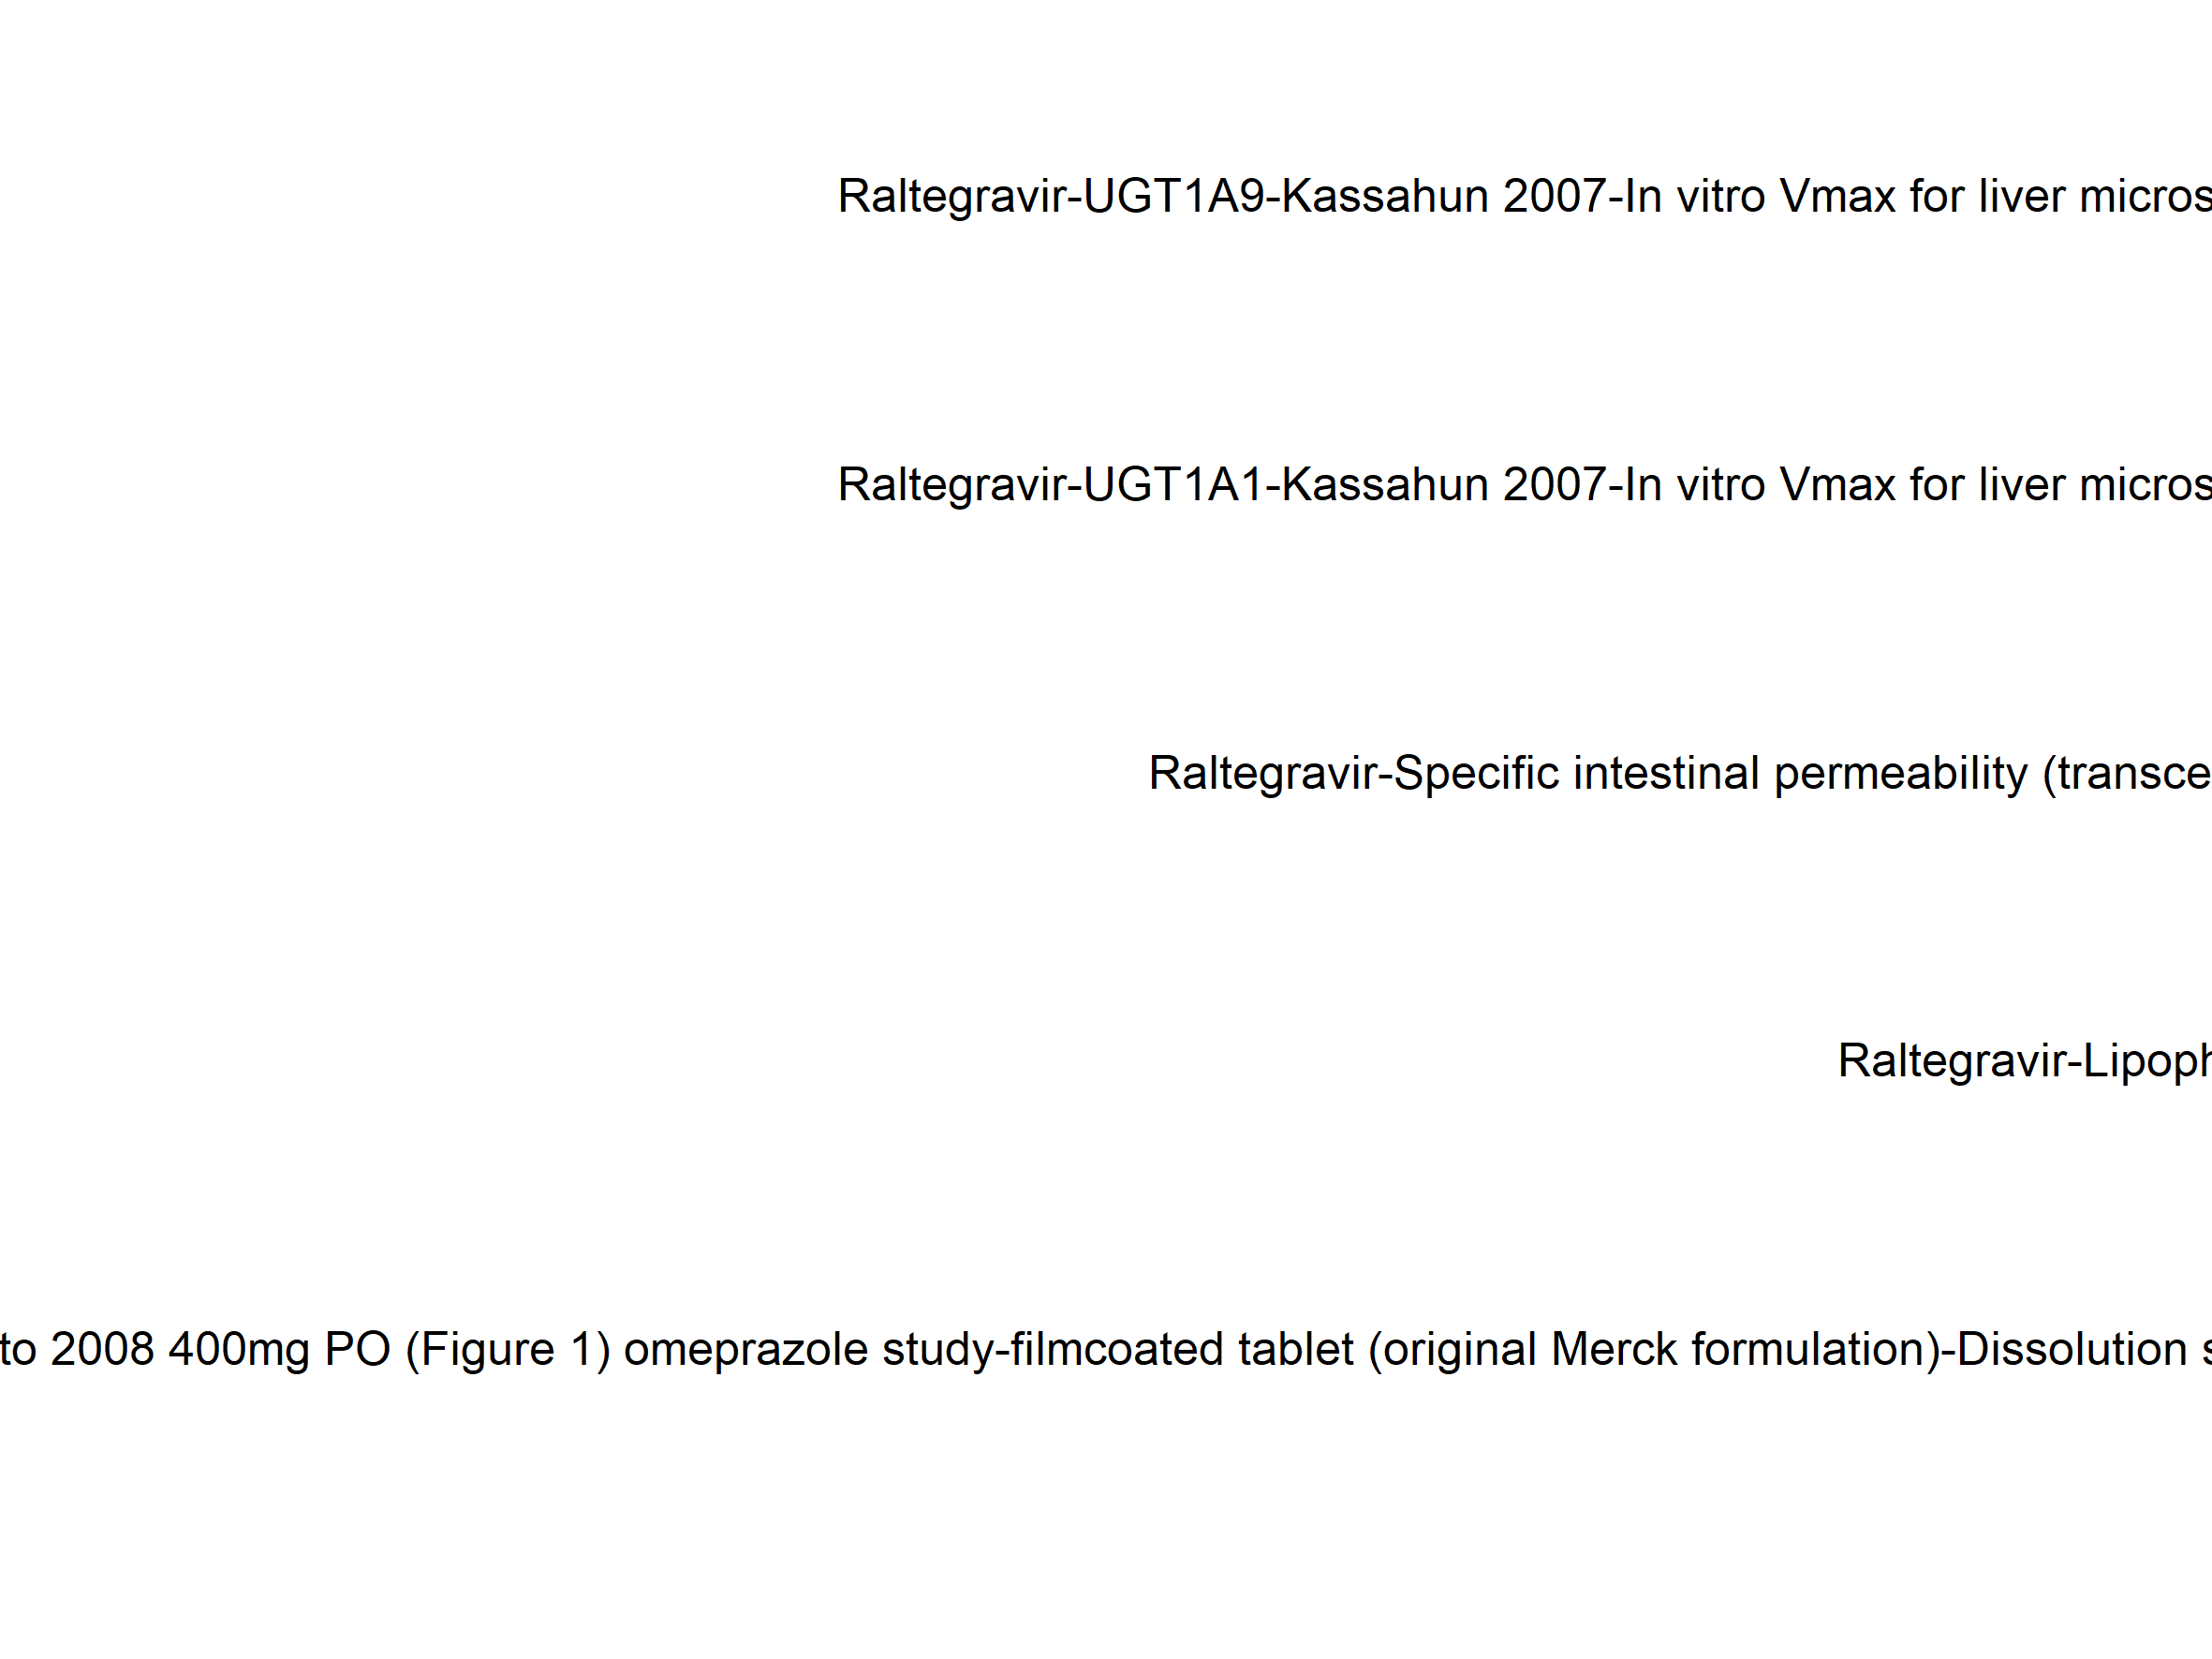 Raltegravir-UGT1A9-Kassahun 2007-In vitro Vmax for liver micros
Raltegravir-UGT1A1-Kassahun 2007-In vitro Vmax for liver micros
Raltegravir-Specific intestinal permeability (transce
Raltegravir-Lipoph
to 2008 400mg PO (Figure 1) omeprazole study-filmcoated tablet (original Merck formulation)-Dissolution s